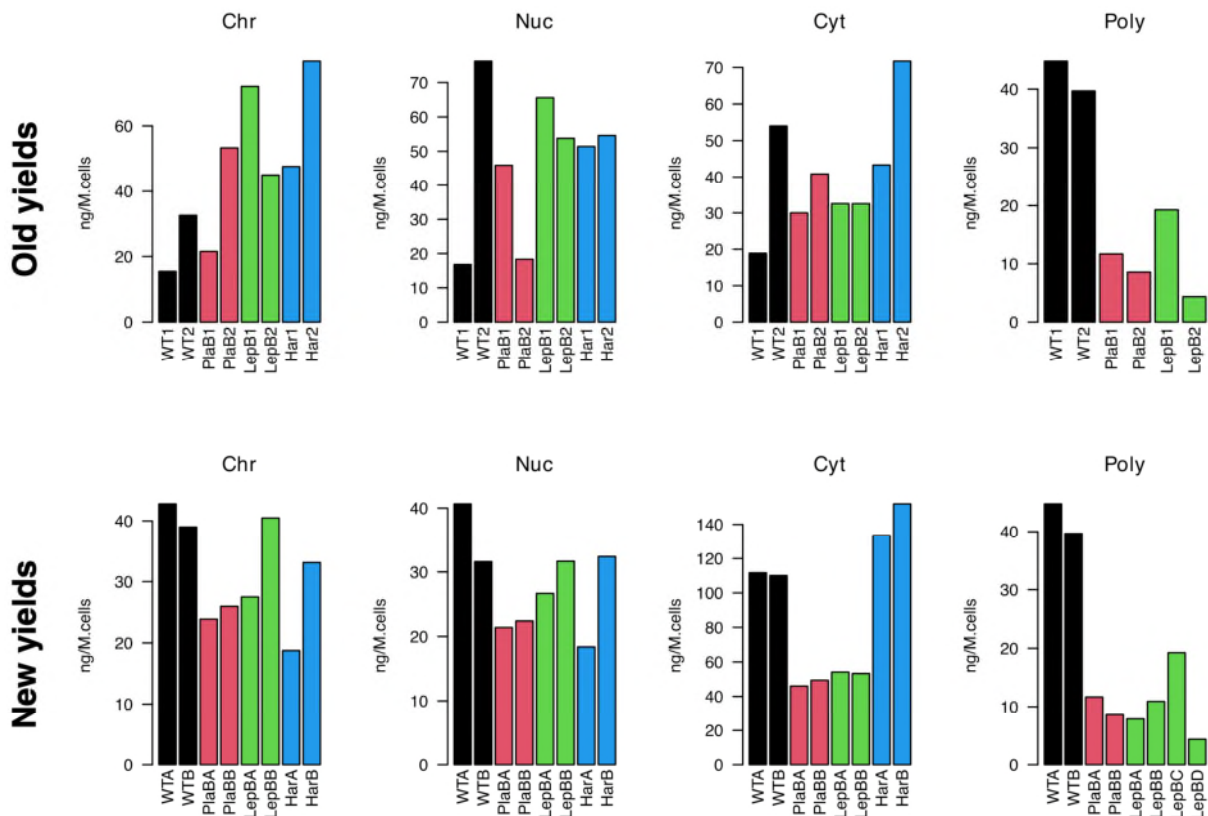 Old yields
Chr
ng/M.cells
60
40
20
0
WT1
WT2
PlaB1
PlaB2
LepB1
LepB2
Har1
Har2
Nuc
ng/M.cells
70
60
50
40
30
20
10
0
WT1
WT2
PlaB1
PlaB2
LepB1
LepB2
Har1
Har2
Cyt
ng/M.cells
70
60
50
40
30
20
10
0
WT1
WT2
PlaB1
PlaB2
LepB1
LepB2
Har1
Har2
Poly
ng/M.cells
40
30
20
10
0
WT1
WT2
PlaB1
PlaB2
LepB1
LepB2
New yields
Chr
ng/M.cells
40
30
20
10
0
WTA
WTB
PlaBA
PlaBB
LepBA
LepBB
HarA
HarB
Nuc
ng/M.cells
40
30
20
10
0
WTA
WTB
PlaBA
PlaBB
LepBA
LepBB
HarA
HarB
Cyt
ng/M.cells
140
120
100
80
60
40
20
0
WTA
WTB
PlaBA
PlaBB
LepBA
LepBB
HarA
HarB
Poly
ng/M.cells
40
30
20
10
0
WTA
WTB
PlaBA
PlaBB
LepBA
LepBB
LepBC
LepBD